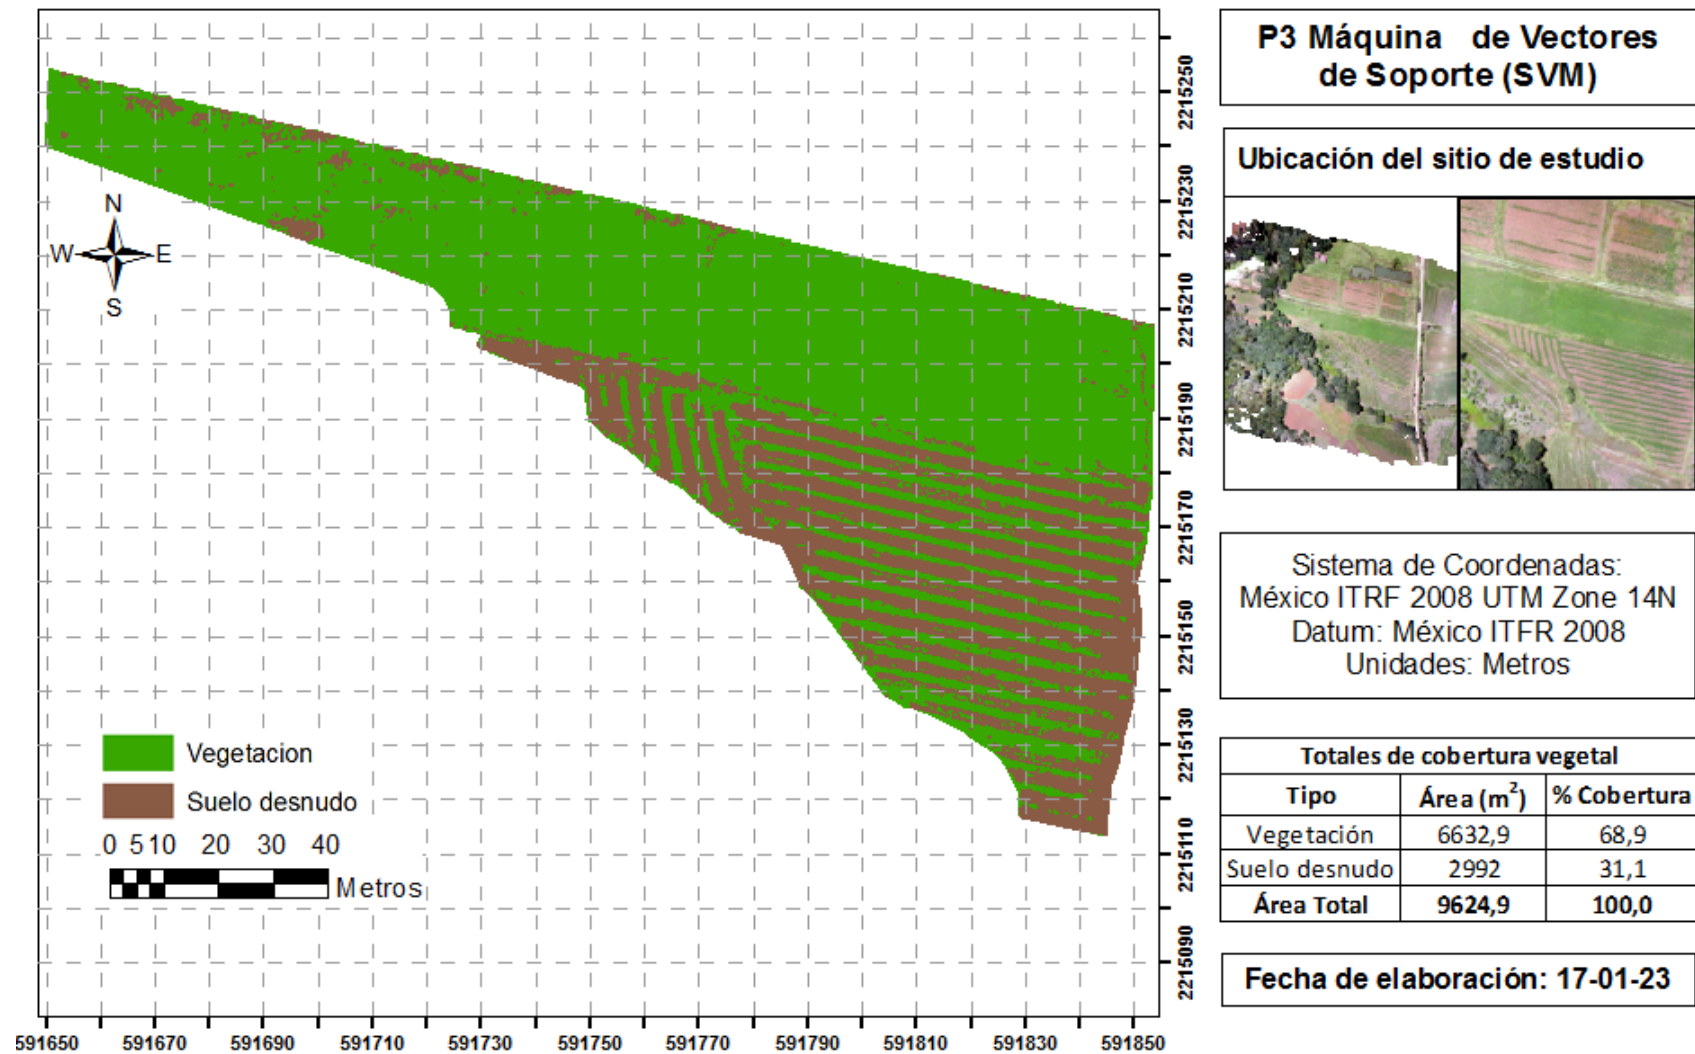 P3 Máquina de Vectores
de Soporte (SVM)
Ubicación del sitio de estudio
Sistema de Coordenadas:
México ITRF 2008 UTM Zone 14N
Datum: México ITFR 2008
Unidades: Metros
Totales de cobertura vegetal
Tipo Área (m²) % Cobertura
Vegetación 6632,9 68,9
Suelo desnudo 2992 31,1
Área Total 9624,9 100,0
Fecha de elaboración: 17-01-23
N
W E
S
Vegetacion
Suelo desnudo
0 5 10 20 30 40
Metros
2215250
2215230
2215210
2215190
2215170
2215150
2215130
2215110
2215090
591650 591670 591690 591710 591730 591750 591770 591790 591810 591830 591850